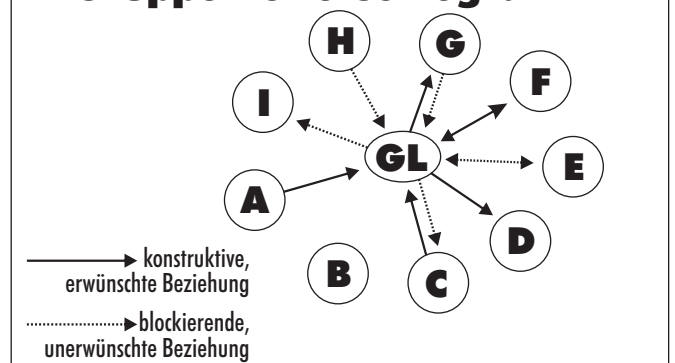 H
G
F
I
GL
E
A
D
B
C
konstruktive,
erwünschte Beziehung
blockierende,
unerwünschte Beziehung